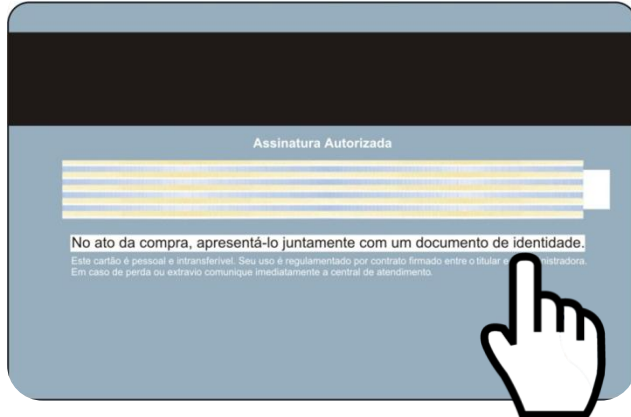 Assinatura Autorizada
No ato da compra, apresentá-lo juntamente com um documento de identidade.
Este cartão é pessoal e intransferível. Seu uso é regulamentado por contrato firmado entre o titular e
Em caso de perda ou extravio comunique imediatamente a central de atendimento.